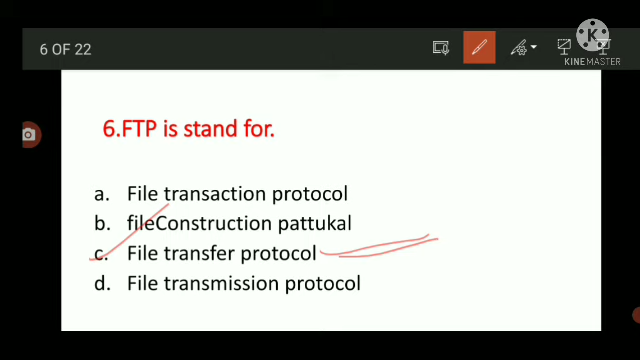 6 OF 22
K
KINEMASTER
6.FTP is stand for.
a. File transaction protocol
b. fileConstruction pattukal
c. File transfer protocol
d. File transmission protocol